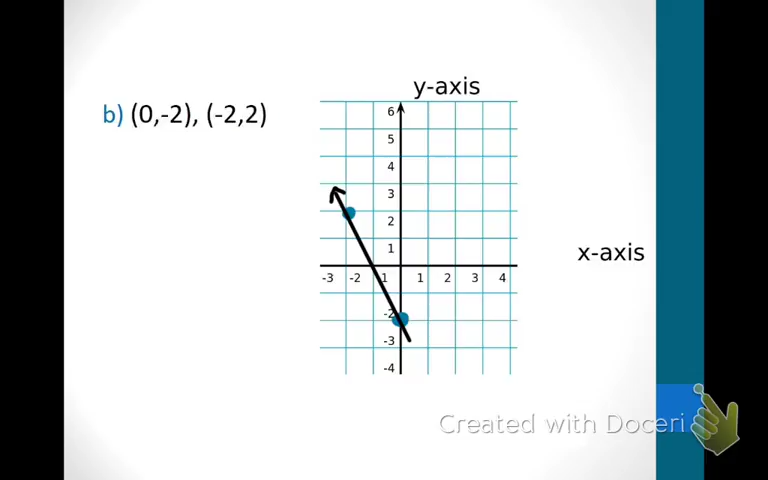 y-axis
b) (0,-2), (-2,2)
6
5
4
3
2
1
x-axis
-3 -2 1 1 2 3 4
-2
-3
-4
Created with Doceri